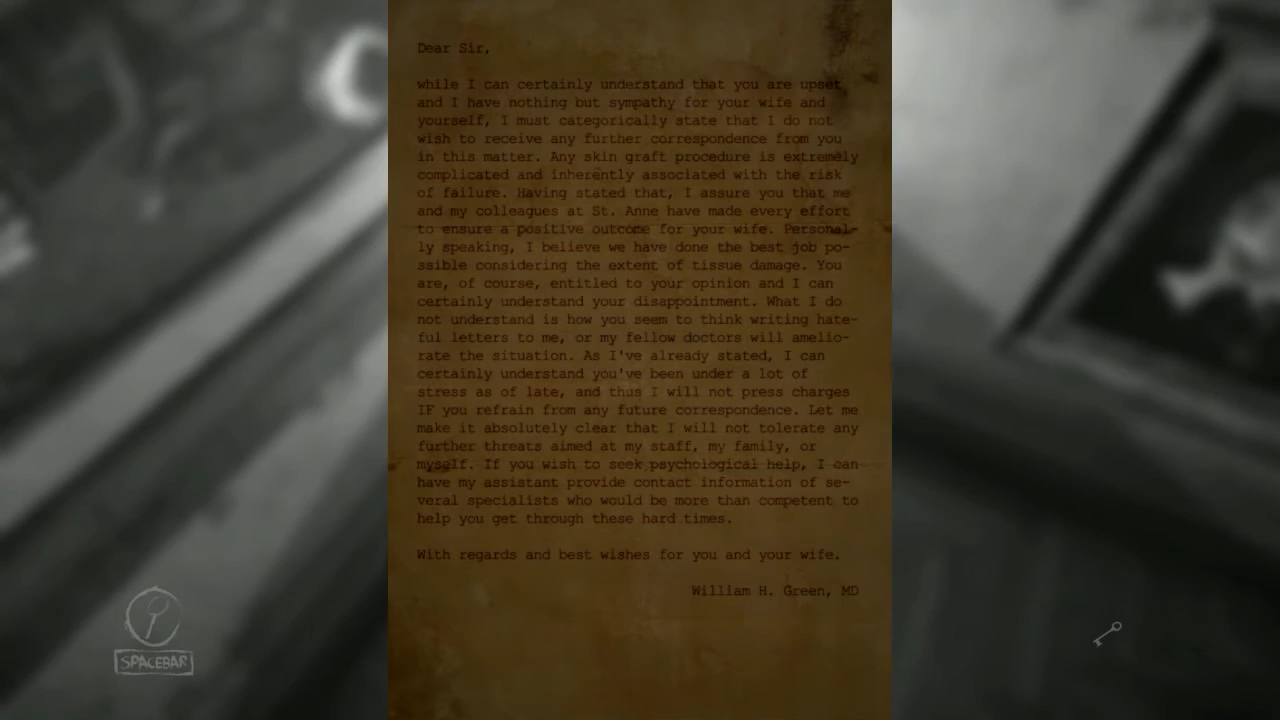 Dear Sir,
while I can certainly understand that you are upset
and I have nothing but sympathy for your wife and
yourself, I must categorically state that I do not
wish to receive any further correspondence from you
in this matter. Any skin graft procedure is extremely
complicated and inherently associated with the risk
of failure. Having stated that, I assure you that me
and my colleagues at St. Anne have made every effort
to ensure a positive outcome for your wife. Personal-
ly speaking, I believe we have done the best job po-
ssible considering the extent of tissue damage. You
are, of course, entitled to your opinion and I can
certainly understand your disappointment. What I do
not understand is how you seem to think writing hate-
ful letters to me, or my fellow doctors will amelio-
rate the situation. As I've already stated, I can
certainly understand you've been under a lot of
stress as of late, and thus I will not press charges
IF you refrain from any future correspondence. Let me
make it absolutely clear that I will not tolerate any
further threats aimed at my staff, my family, or
myself. If you wish to seek psychological help, I can
have my assistant provide contact information of se-
veral specialists who would be more than competent to
help you get through these hard times.
With regards and best wishes for you and your wife.
William H. Green, MD
SPACEBAR